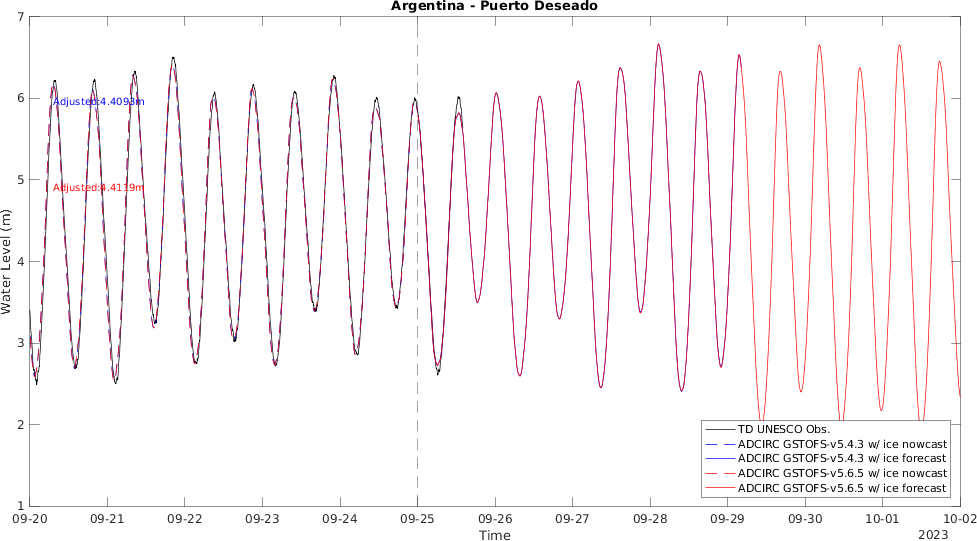 Argentina - Puerto Deseado
7
6
5
4
3
2
1
Water Level (m)
Adjusted:4.4093m
Adjusted:4.4119m
TD UNESCO Obs.
ADCIRC GSTOFS-v5.4.3 w/ ice nowcast
ADCIRC GSTOFS-v5.4.3 w/ ice forecast
ADCIRC GSTOFS-v5.6.5 w/ ice nowcast
ADCIRC GSTOFS-v5.6.5 w/ ice forecast
09-20 09-21 09-22 09-23 09-24 09-25 09-26 09-27 09-28 09-29 09-30 10-01 10-02
Time
2023